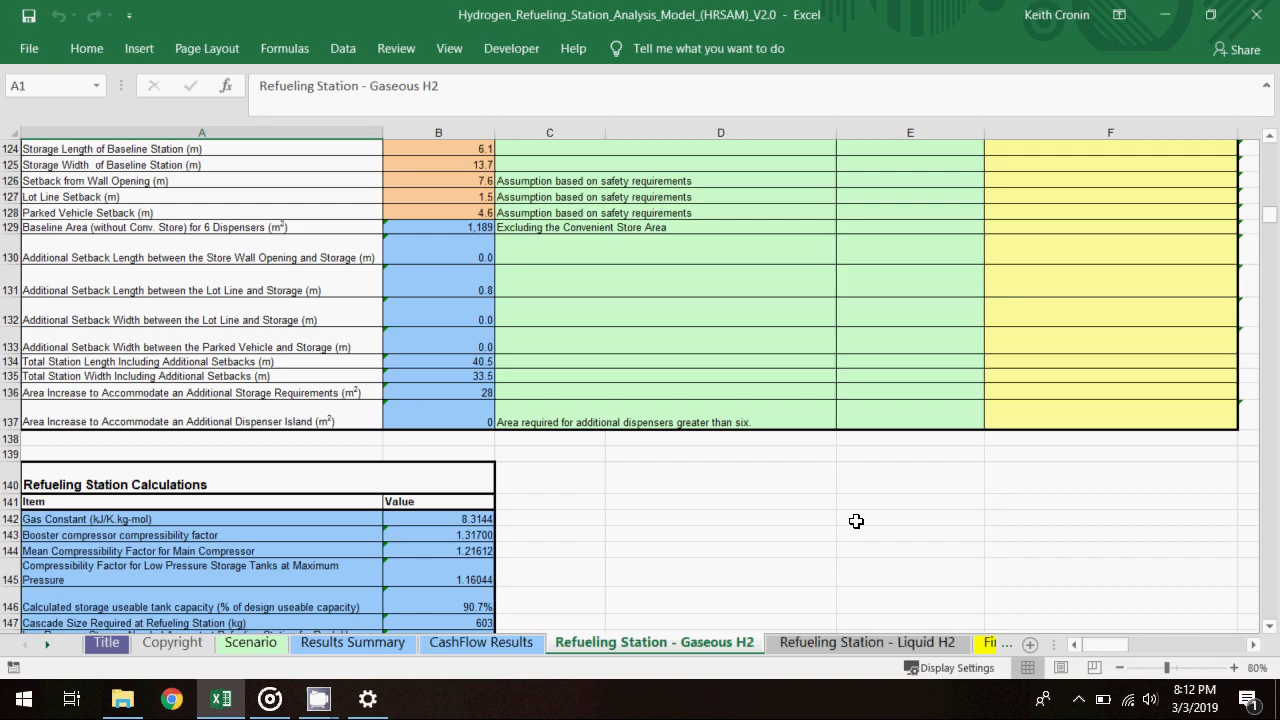 Hydrogen_Refueling_Station_Analysis_Model_(HRSAM)_V2.0 - Excel
Keith Cronin
File Home Insert Page Layout Formulas Data Review View Developer Help Tell me what you want to do Share
A1 fx Refueling Station - Gaseous H2
A B C D E F
124 Storage Length of Baseline Station (m) 6.1
125 Storage Width of Baseline Station (m) 13.7
126 Setback from Wall Opening (m) 7.6 Assumption based on safety requirements
127 Lot Line Setback (m) 1.5 Assumption based on safety requirements
128 Parked Vehicle Setback (m) 4.6 Assumption based on safety requirements
129 Baseline Area (without Conv. Store) for 6 Dispensers (m²) 1,189 Excluding the Convenient Store Area
130 Additional Setback Length between the Store Wall Opening and Storage (m) 0.0
131 Additional Setback Length between the Lot Line and Storage (m) 0.8
132 Additional Setback Width between the Lot Line and Storage (m) 0.0
133 Additional Setback Width between the Parked Vehicle and Storage (m) 0.0
134 Total Station Length Including Additional Setbacks (m) 40.5
135 Total Station Width Including Additional Setbacks (m) 33.5
136 Area Increase to Accommodate an Additional Storage Requirements (m²) 28
137 Area Increase to Accommodate an Additional Dispenser Island (m²) 0 Area required for additional dispensers greater than six.
138
139
140 Refueling Station Calculations
141 Item Value
142 Gas Constant (kJ/K.kg-mol) 8.3144
143 Booster compressor compressibility factor 1.31700
144 Mean Compressibility Factor for Main Compressor 1.21612
Compressibility Factor for Low Pressure Storage Tanks at Maximum
145 Pressure 1.16044
146 Calculated storage useable tank capacity (% of design useable capacity) 90.7%
147 Cascade Size Required at Refueling Station (kg) 603
Title Copyright Scenario Results Summary CashFlow Results Refueling Station - Gaseous H2 Refueling Station - Liquid H2 Fi ...
Display Settings 80%
8:12 PM
3/3/2019
1